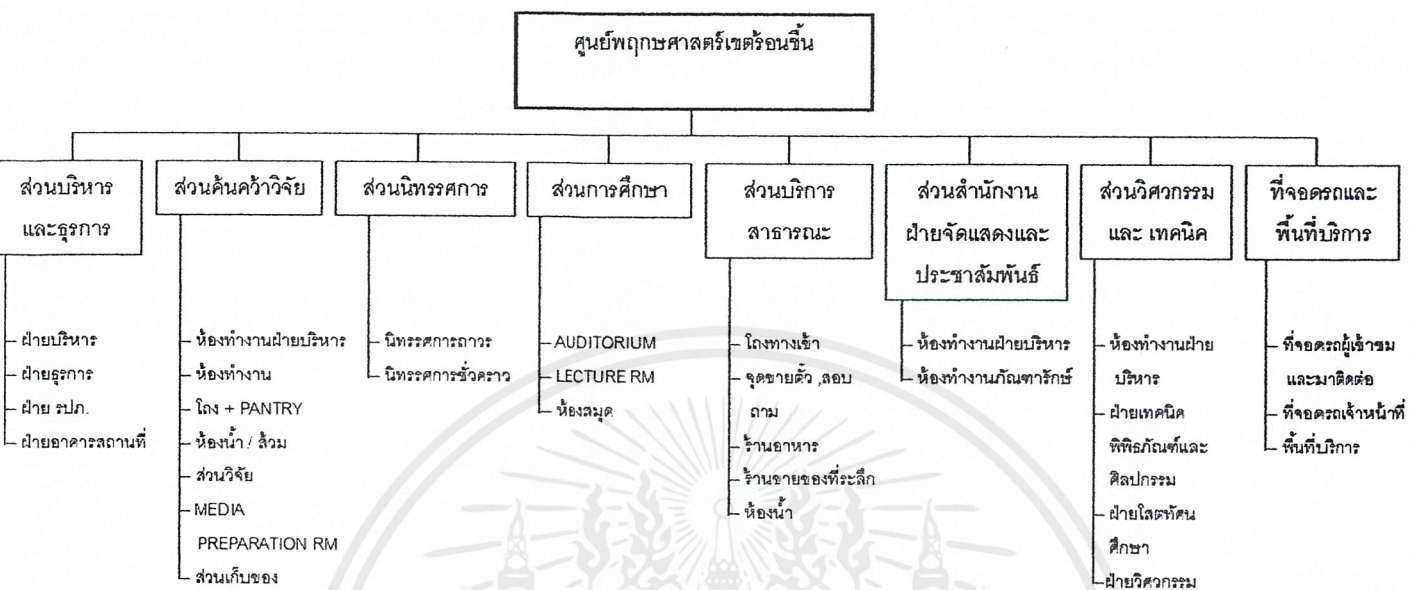 ศูนย์พฤกษศาสตร์เขตร้อนชื้น
ส่วนบริหาร
และธุรการ
ฝ่ายบริหาร
ฝ่ายธุรการ
ฝ่าย รปภ.
ฝ่ายอาคารสถานที่
ส่วนค้นคว้าวิจัย
ห้องทำงานฝ่ายบริหาร
ห้องทำงาน
โถง + PANTRY
ห้องน้ำ / ส้วม
ส่วนวิจัย
MEDIA
PREPARATION RM
ส่วนเก็บของ
ส่วนนิทรรศการ
นิทรรศการถาวร
นิทรรศการชั่วคราว
ส่วนการศึกษา
AUDITORIUM
LECTURE RM
ห้องสมุด
ส่วนบริการ
สาธารณะ
โถงทางเข้า
จุดขายตั๋ว ,สอบ
ถาม
ร้านอาหาร
ร้านขายของที่ระลึก
ห้องน้ำ
ส่วนสำนักงาน
ฝ่ายจัดแสดงและ
ประชาสัมพันธ์
ห้องทำงานฝ่ายบริหาร
ห้องทำงานภัณฑารักษ์
ส่วนวิศวกรรม
และ เทคนิค
ห้องทำงานฝ่าย
บริหาร
ฝ่ายเทคนิค
พิพิธภัณฑ์และ
ศิลปกรรม
ฝ่ายโสตทัศน
ศึกษา
ฝ่ายวิศวกรรม
ที่จอดรถและ
พื้นที่บริการ
ที่จอดรถผู้เข้าชม
และมาติดต่อ
ที่จอดรถเจ้าหน้าที่
พื้นที่บริการ